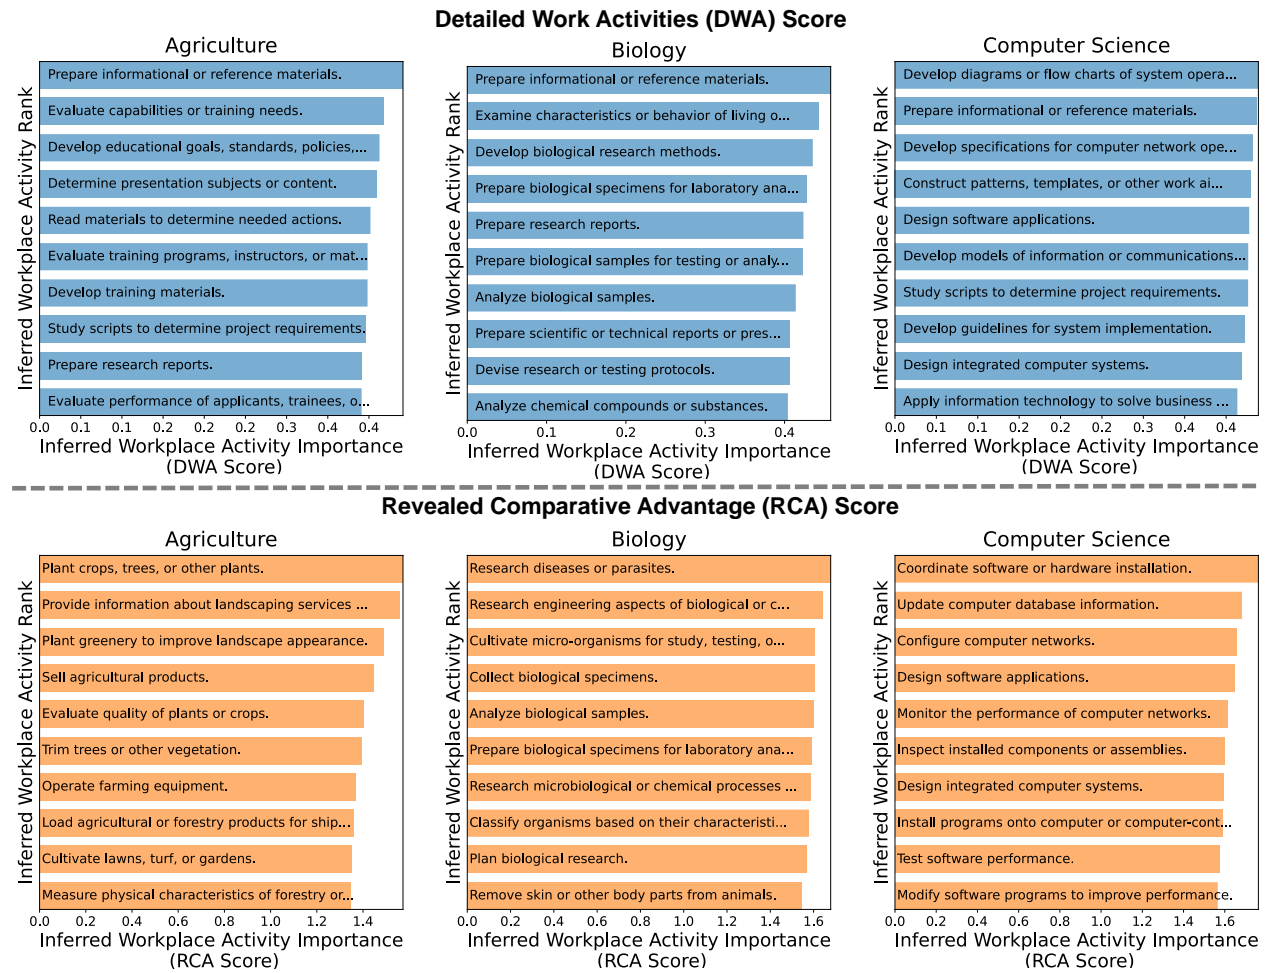 Detailed Work Activities (DWA) Score
Agriculture
Inferred Workplace Activity Rank
Prepare informational or reference materials.
Evaluate capabilities or training needs.
Develop educational goals, standards, policies,...
Determine presentation subjects or content.
Read materials to determine needed actions.
Evaluate training programs, instructors, or mat...
Develop training materials.
Study scripts to determine project requirements.
Prepare research reports.
Evaluate performance of applicants, trainees, o...
0.0 0.1 0.1 0.2 0.2 0.2 0.3 0.4 0.4
Inferred Workplace Activity Importance
(DWA Score)
Biology
Inferred Workplace Activity Rank
Prepare informational or reference materials.
Examine characteristics or behavior of living o...
Develop biological research methods.
Prepare biological specimens for laboratory ana...
Prepare research reports.
Prepare biological samples for testing or analy...
Analyze biological samples.
Prepare scientific or technical reports or pres...
Devise research or testing protocols.
Analyze chemical compounds or substances.
0.0 0.1 0.2 0.3 0.4
Inferred Workplace Activity Importance
(DWA Score)
Computer Science
Inferred Workplace Activity Rank
Develop diagrams or flow charts of system opera...
Prepare informational or reference materials.
Develop specifications for computer network ope...
Construct patterns, templates, or other work ai...
Design software applications.
Develop models of information or communications...
Study scripts to determine project requirements.
Develop guidelines for system implementation.
Design integrated computer systems.
Apply information technology to solve business ...
0.0 0.1 0.1 0.2 0.2 0.2 0.3 0.4 0.4
Inferred Workplace Activity Importance
(DWA Score)
Revealed Comparative Advantage (RCA) Score
Agriculture
Inferred Workplace Activity Rank
Plant crops, trees, or other plants.
Provide information about landscaping services ...
Plant greenery to improve landscape appearance.
Sell agricultural products.
Evaluate quality of plants or crops.
Trim trees or other vegetation.
Operate farming equipment.
Load agricultural or forestry products for ship...
Cultivate lawns, turf, or gardens.
Measure physical characteristics of forestry or...
0.0 0.2 0.4 0.6 0.8 1.0 1.2 1.4
Inferred Workplace Activity Importance
(RCA Score)
Biology
Inferred Workplace Activity Rank
Research diseases or parasites.
Research engineering aspects of biological or c...
Cultivate micro-organisms for study, testing, o...
Collect biological specimens.
Analyze biological samples.
Prepare biological specimens for laboratory ana...
Research microbiological or chemical processes ...
Classify organisms based on their characteristi...
Plan biological research.
Remove skin or other body parts from animals.
0.0 0.2 0.4 0.6 0.8 1.0 1.2 1.4 1.6
Inferred Workplace Activity Importance
(RCA Score)
Computer Science
Inferred Workplace Activity Rank
Coordinate software or hardware installation.
Update computer database information.
Configure computer networks.
Design software applications.
Monitor the performance of computer networks.
Inspect installed components or assemblies.
Design integrated computer systems.
Install programs onto computer or computer-cont...
Test software performance.
Modify software programs to improve performance.
0.0 0.2 0.4 0.6 0.8 1.0 1.2 1.4 1.6
Inferred Workplace Activity Importance
(RCA Score)